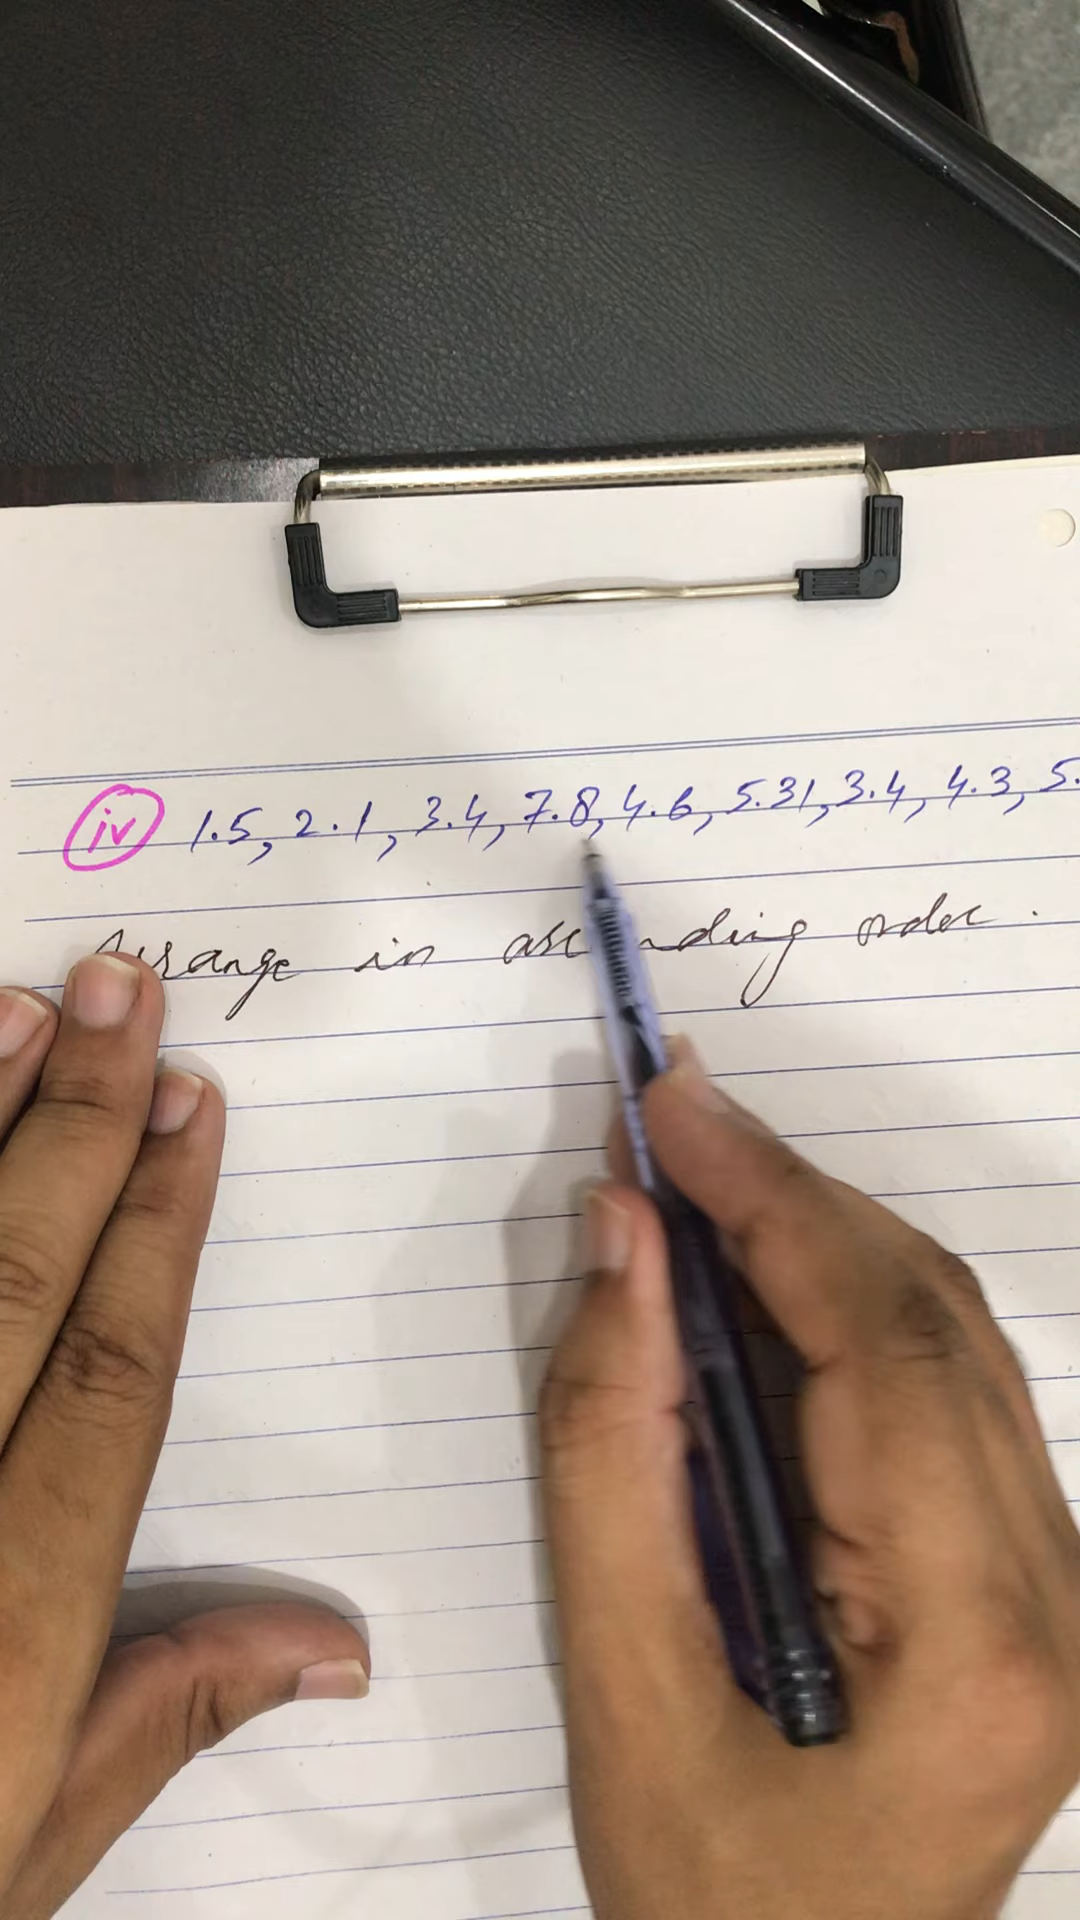 iv 1.5, 2.1, 3.4, 7.8, 4.6, 5.31, 3.4, 4.3, 5.
Arrange in ascending order.